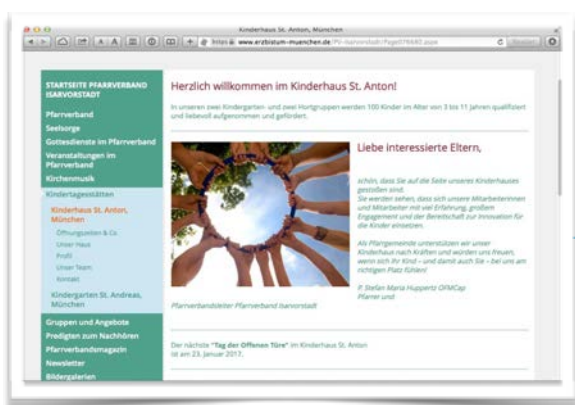 Kinderhaus St. Anton, München
www.erzbistum-muenchen.de
STARTSEITE PFARRVERBAND
ISARVORSTADT
Pfarrverband
Seelsorge
Gottesdienste im Pfarrverband
Veranstaltungen im
Pfarrverband
Kirchenmusik
Kindertagesstätten
Kinderhaus St. Anton,
München
Öffnungszeiten & Co.
Unser Haus
Profil
Unser Team
Kontakt
Kindergarten St. Andreas,
München
Gruppen und Angebote
Predigten zum Nachhören
Pfarrverbandsmagazin
Newsletter
Bildergalerien
Herzlich willkommen im Kinderhaus St. Anton!
In unseren zwei Kindergarten- und zwei Hortgruppen werden 100 Kinder im Alter von 3 bis 11 Jahren qualifiziert
und liebevoll aufgenommen und gefördert.
Liebe interessierte Eltern,
schön, dass Sie auf die Seite unseres Kinderhauses
gestoßen sind.
Sie werden sehen, dass sich unsere Mitarbeiterinnen
und Mitarbeiter mit viel Erfahrung, großem
Engagement und der Bereitschaft zur Innovation für
die Kinder einsetzen.
Als Pfarrgemeinde unterstützen wir unser
Kinderhaus nach Kräften und würden uns freuen,
wenn sich Ihr Kind – und damit auch Sie – bei uns am
richtigen Platz fühlen!
P. Stefan Maria Huppertz OFMCap
Pfarrer und
Pfarrverbandsleiter Pfarrverband Isarvorstadt
Der nächste "Tag der Offenen Türe" im Kinderhaus St. Anton
ist am 23. Januar 2017.